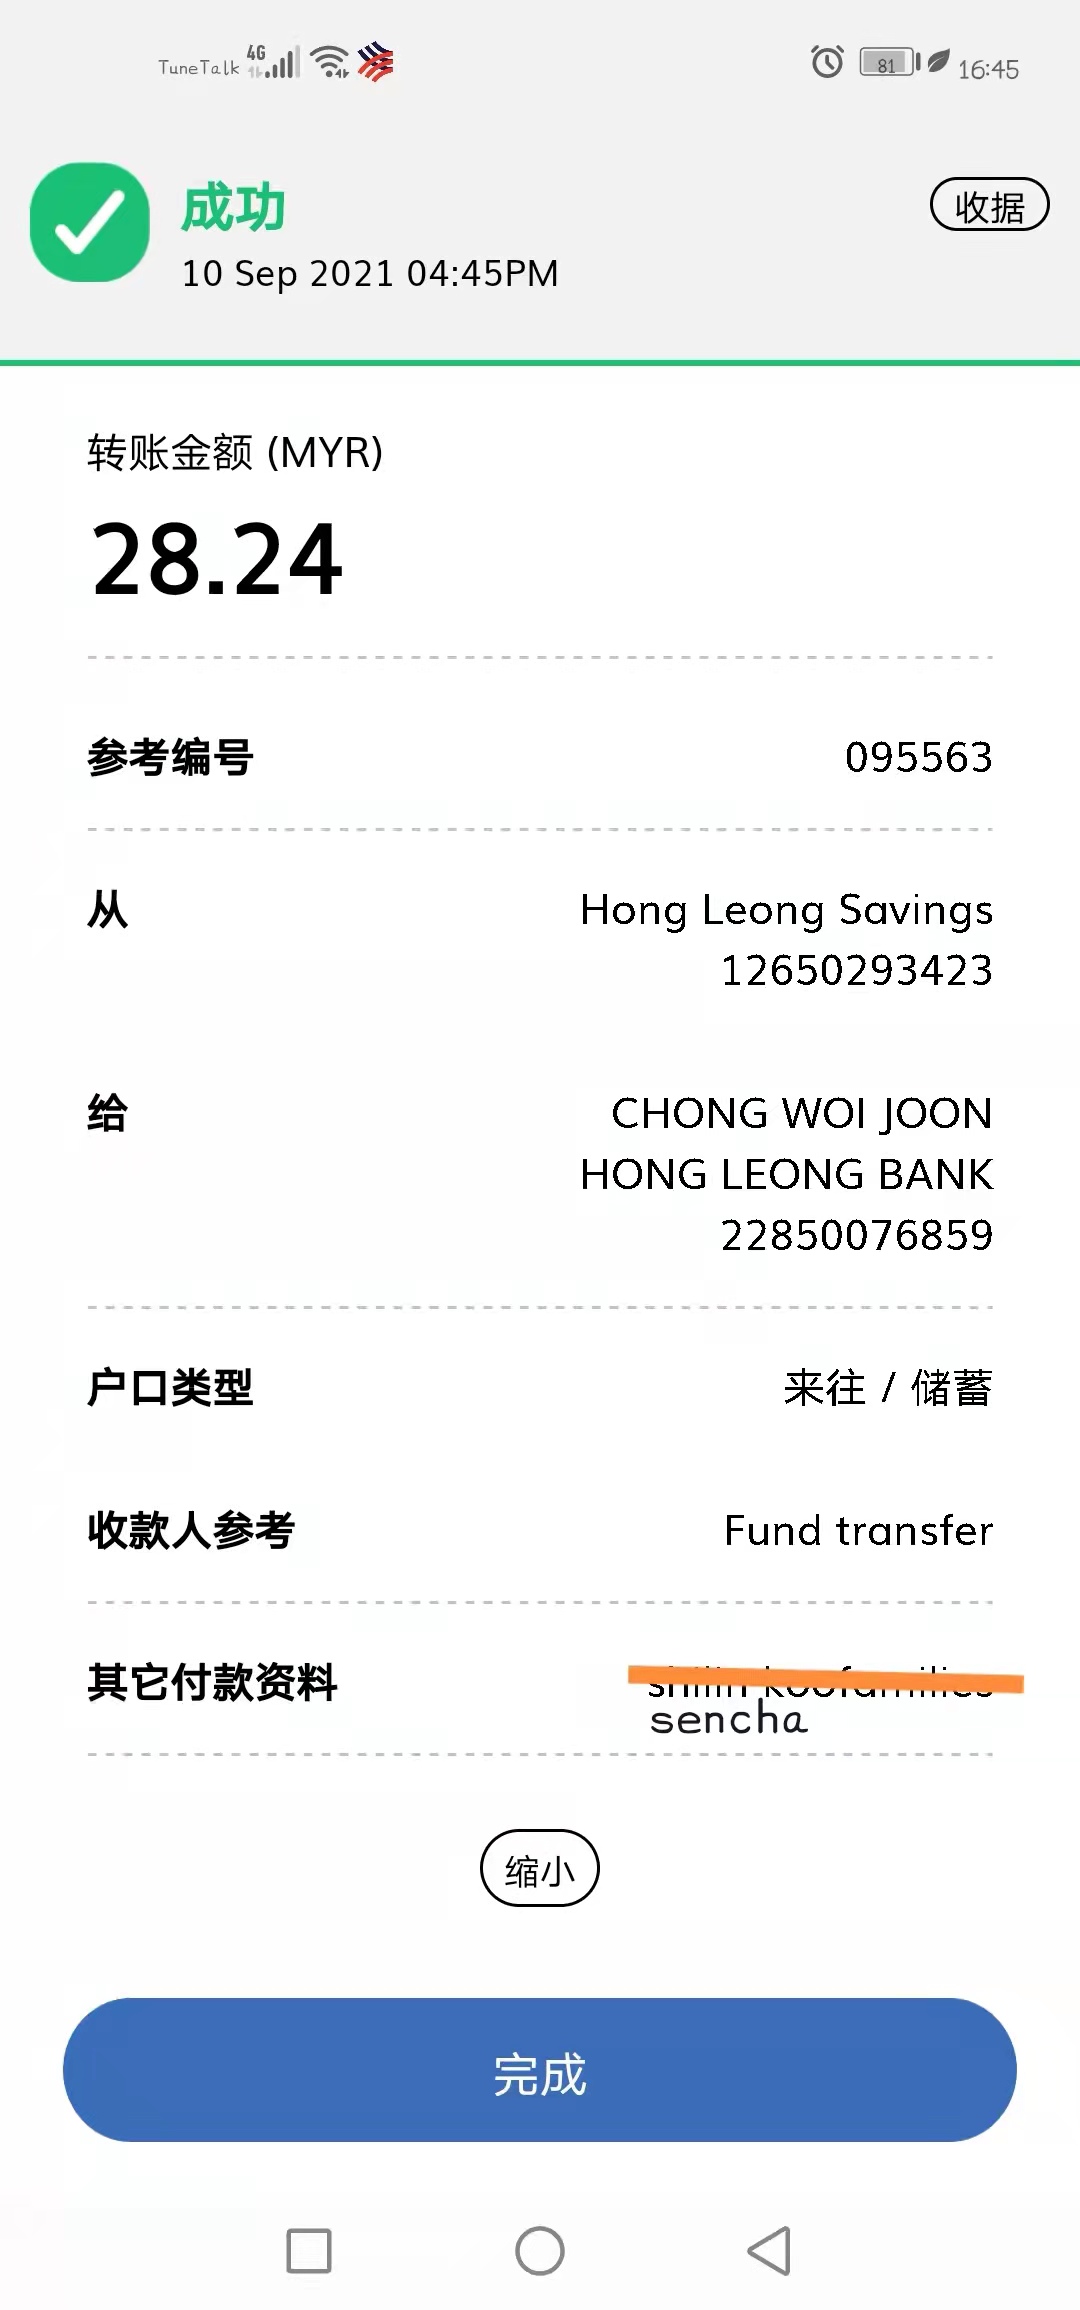 TuneTalk 4G 81 16:45
成功
收据
10 Sep 2021 04:45PM
转账金额 (MYR)
28.24
参考编号 095563
从 Hong Leong Savings
12650293423
给 CHONG WOI JOON
HONG LEONG BANK
22850076859
户口类型 来往 / 储蓄
收款人参考 Fund transfer
其它付款资料
sencha
缩小
完成